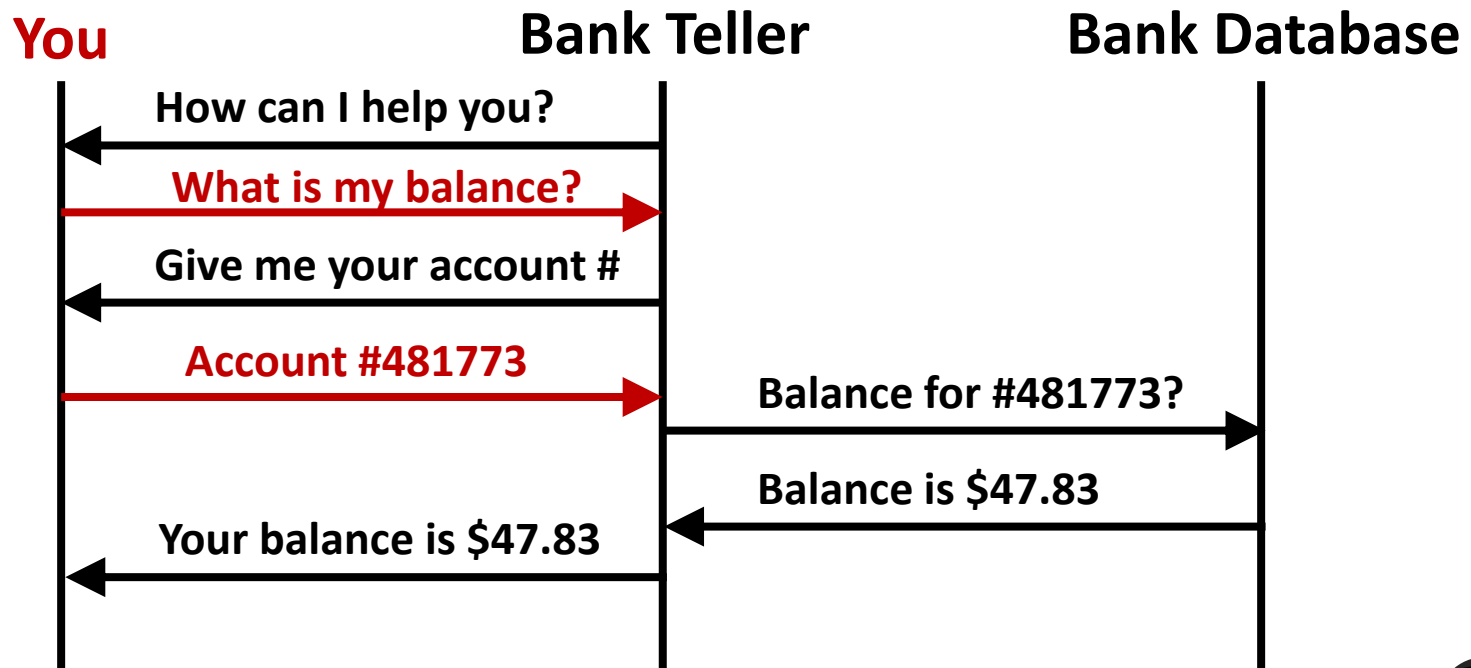 You
Bank Teller
Bank Database
How can I help you?
What is my balance?
Give me your account #
Account #481773
Balance for #481773?
Balance is $47.83
Your balance is $47.83